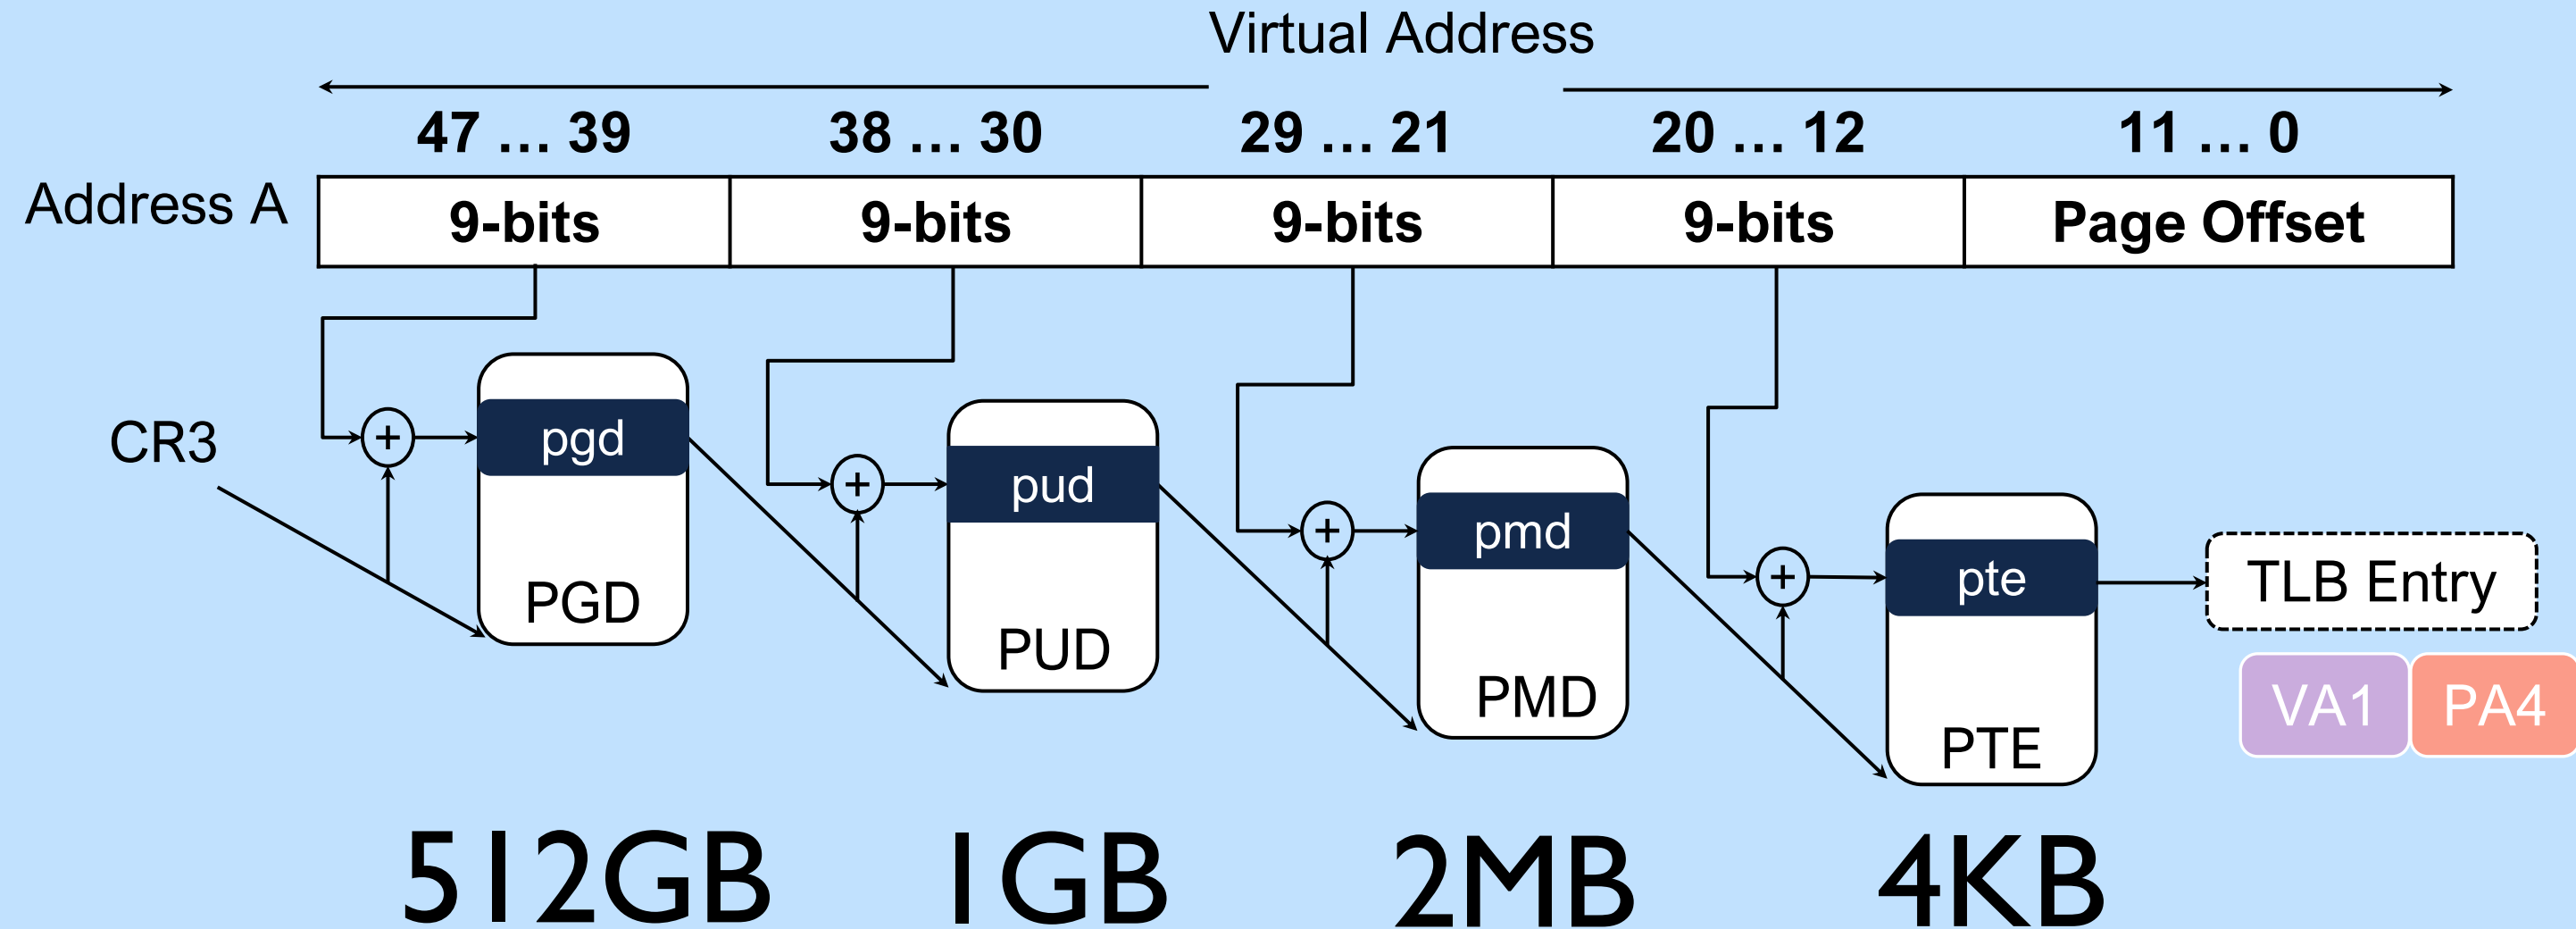 Virtual Address
47 ... 39
38 ... 30
29 ... 21
20 ... 12
11 ... 0
Address A
9-bits
9-bits
9-bits
9-bits
Page Offset
CR3
+
pgd
PGD
+
pud
PUD
+
pmd
PMD
+
pte
PTE
TLB Entry
VA1
PA4
512GB
1GB
2MB
4KB